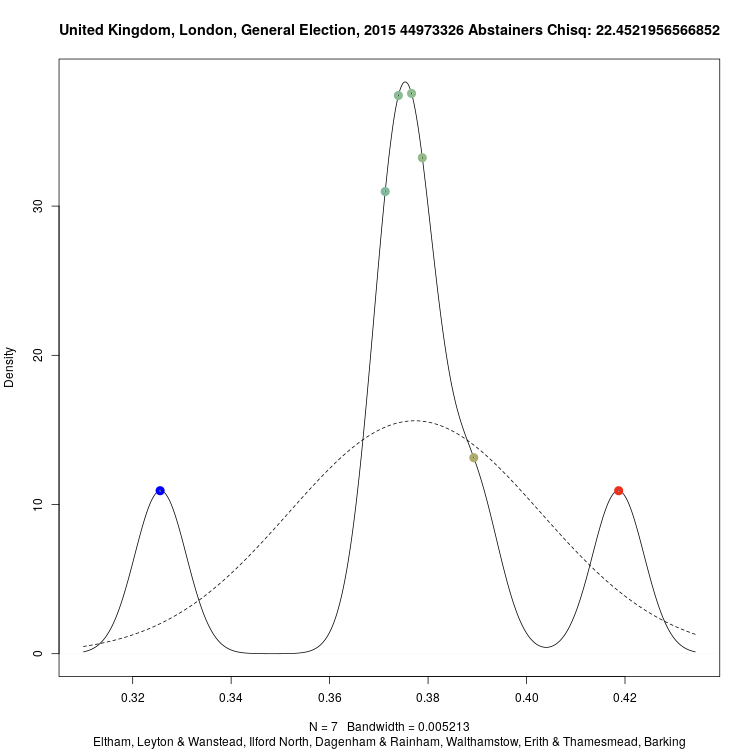 United Kingdom, London, General Election, 2015 44973326 Abstainers Chisq: 22.4521956566852
Density
30
20
10
0
0.32 0.34 0.36 0.38 0.40 0.42
N = 7 Bandwidth = 0.005213
Eltham, Leyton & Wanstead, Ilford North, Dagenham & Rainham, Walthamstow, Erith & Thamesmead, Barking